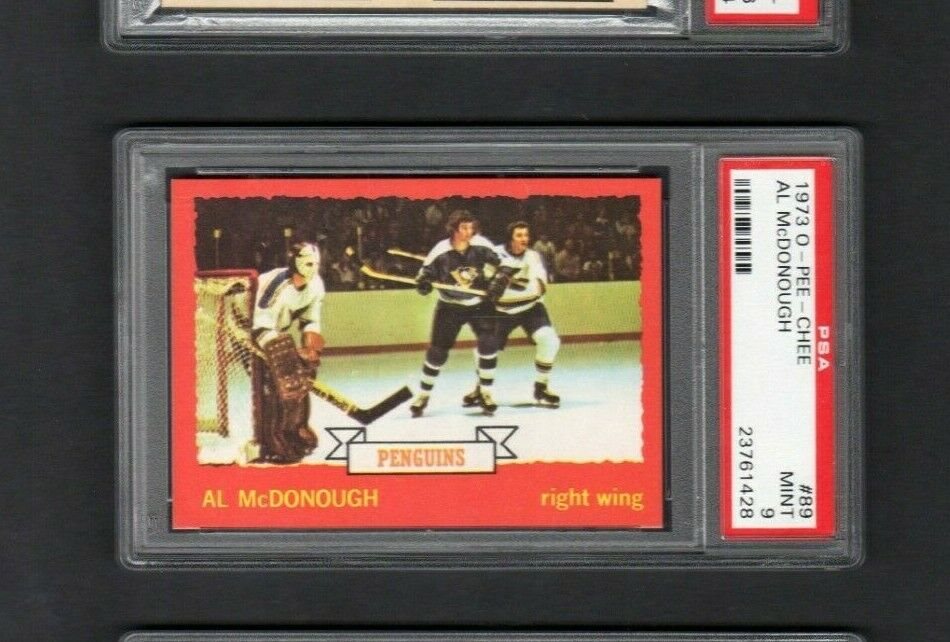 PENGUINS
AL McDONOUGH right wing
1973 O - PEE - CHEE #89
AL McDONOUGH MINT 9
PSA 23761428